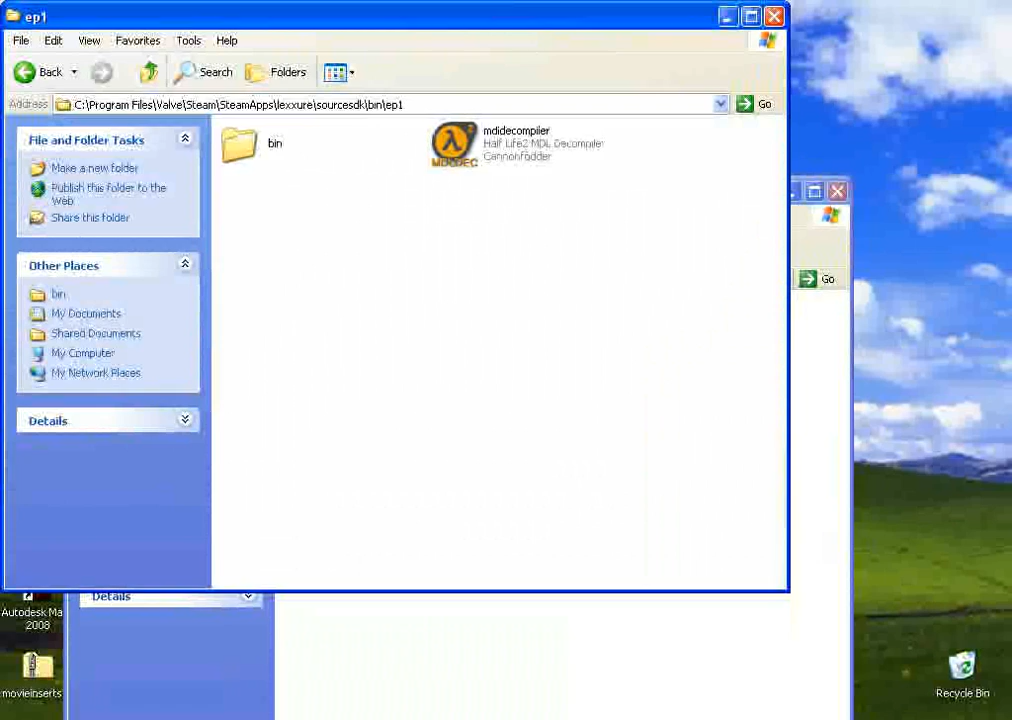 ep1
File Edit View Favorites Tools Help
Back Search Folders
Address C:\Program Files\Valve\Steam\SteamApps\lexxure\sourcesdk\bin\ep1 Go
File and Folder Tasks
Make a new folder
Publish this folder to the
web
Share this folder
Other Places
bin
My Documents
Shared Documents
My Computer
My Network Places
Details
bin
mdldecompiler
Half Life2 MDL Decompiler
Cannonfodder
MDLDEC
Go
Details
Autodesk Ma
2008
movieinserts
Recycle Bin